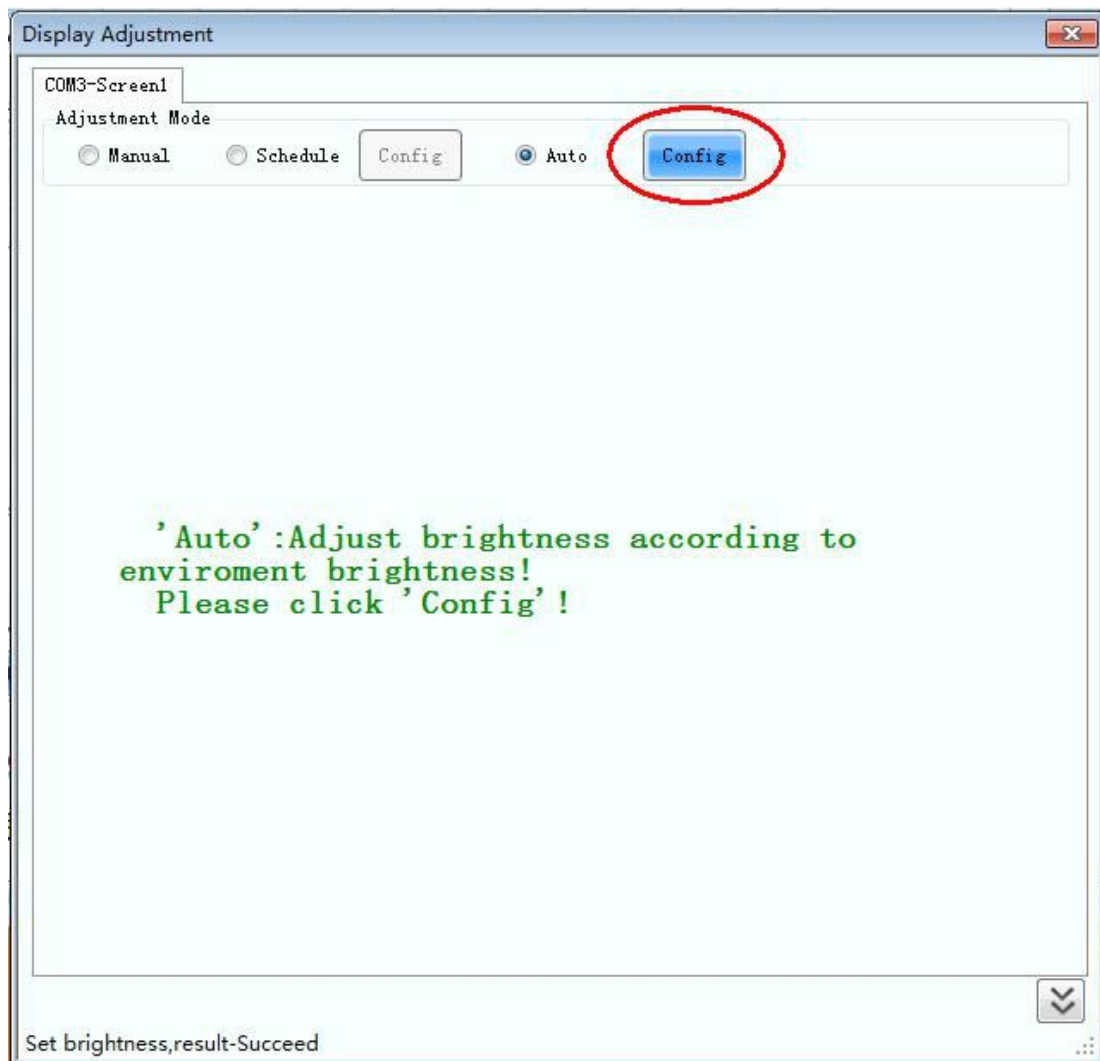 Display Adjustment
COM3-Screen1
Adjustment Mode
Manual Schedule Config Auto Config
'Auto':Adjust brightness according to
enviroment brightness!
Please click 'Config'!
Set brightness,result-Succeed